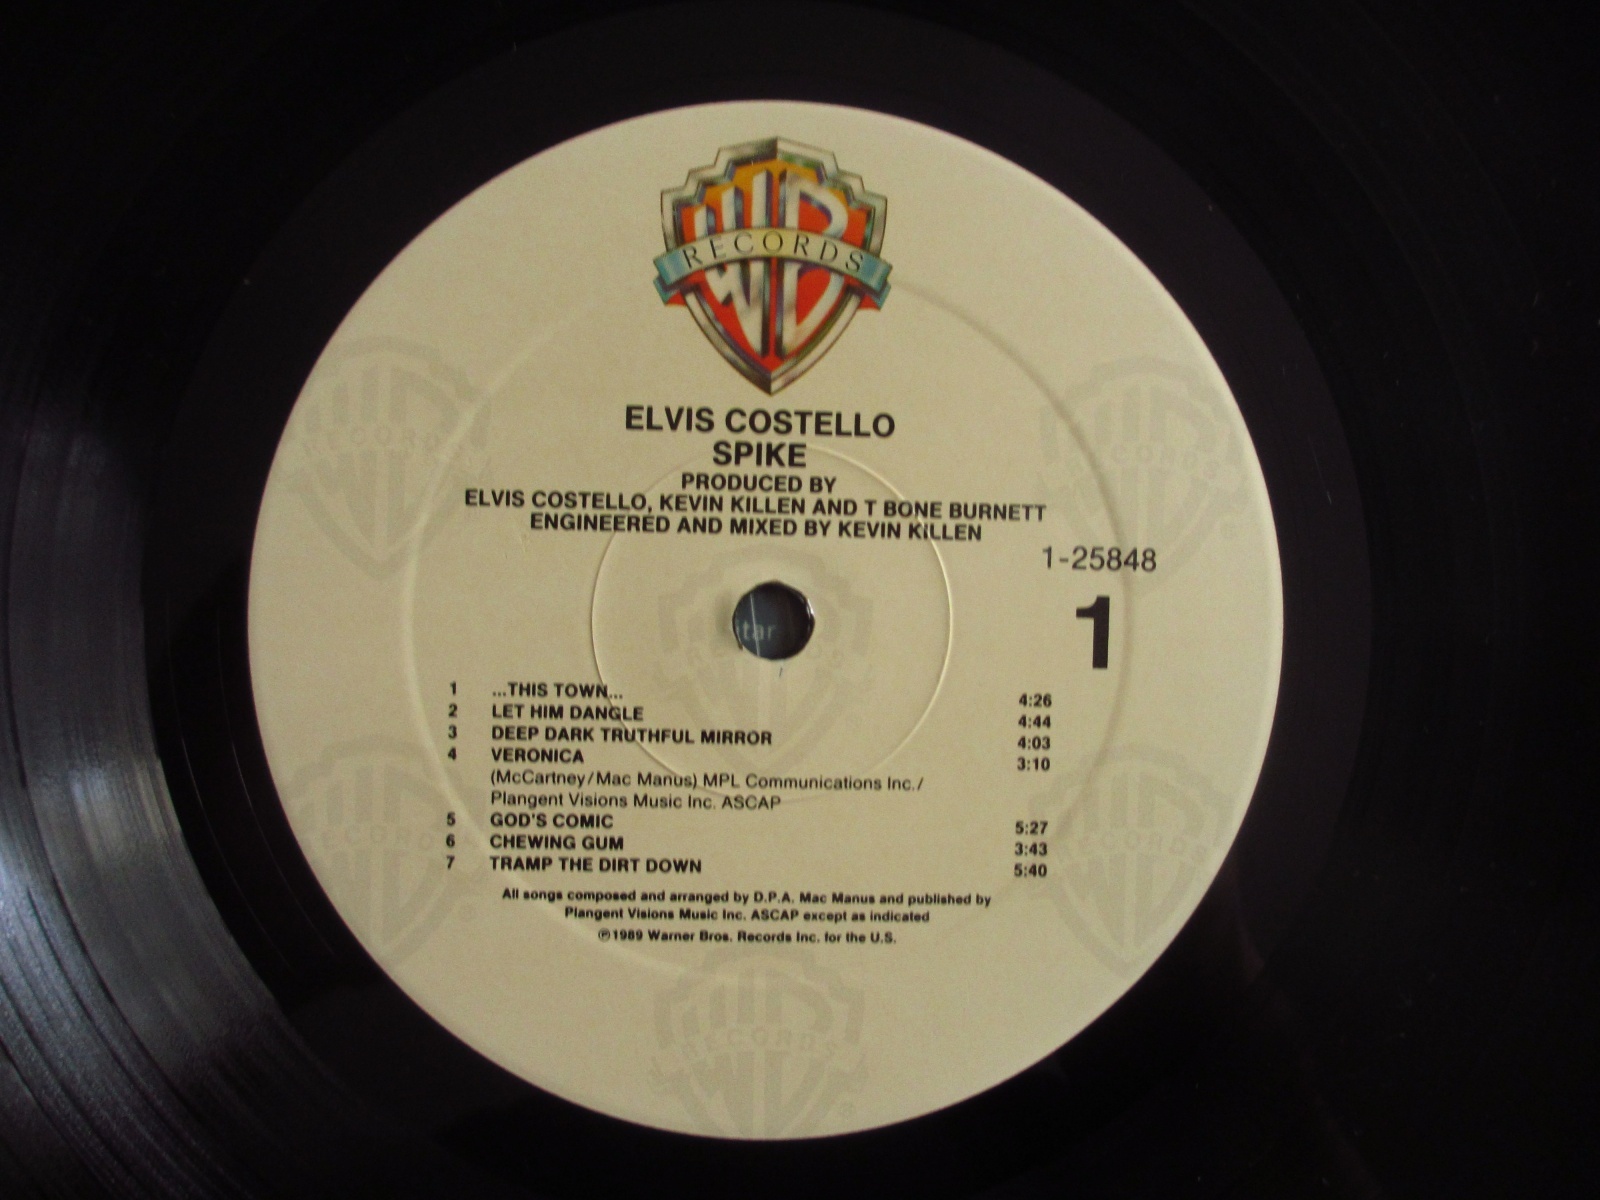 WB
RECORDS
ELVIS COSTELLO
SPIKE
PRODUCED BY
ELVIS COSTELLO, KEVIN KILLEN AND T BONE BURNETT
ENGINEERED AND MIXED BY KEVIN KILLEN
1-25848
1
tar
1 ...THIS TOWN... 4:26
2 LET HIM DANGLE 4:44
3 DEEP DARK TRUTHFUL MIRROR 4:03
4 VERONICA 3:10
(McCartney/Mac Manus) MPL Communications Inc./
Plangent Visions Music Inc. ASCAP
5 GOD'S COMIC 5:27
6 CHEWING GUM 3:43
7 TRAMP THE DIRT DOWN 5:40
All songs composed and arranged by D.P.A. Mac Manus and published by
Plangent Visions Music Inc. ASCAP except as indicated
℗1989 Warner Bros. Records Inc. for the U.S.